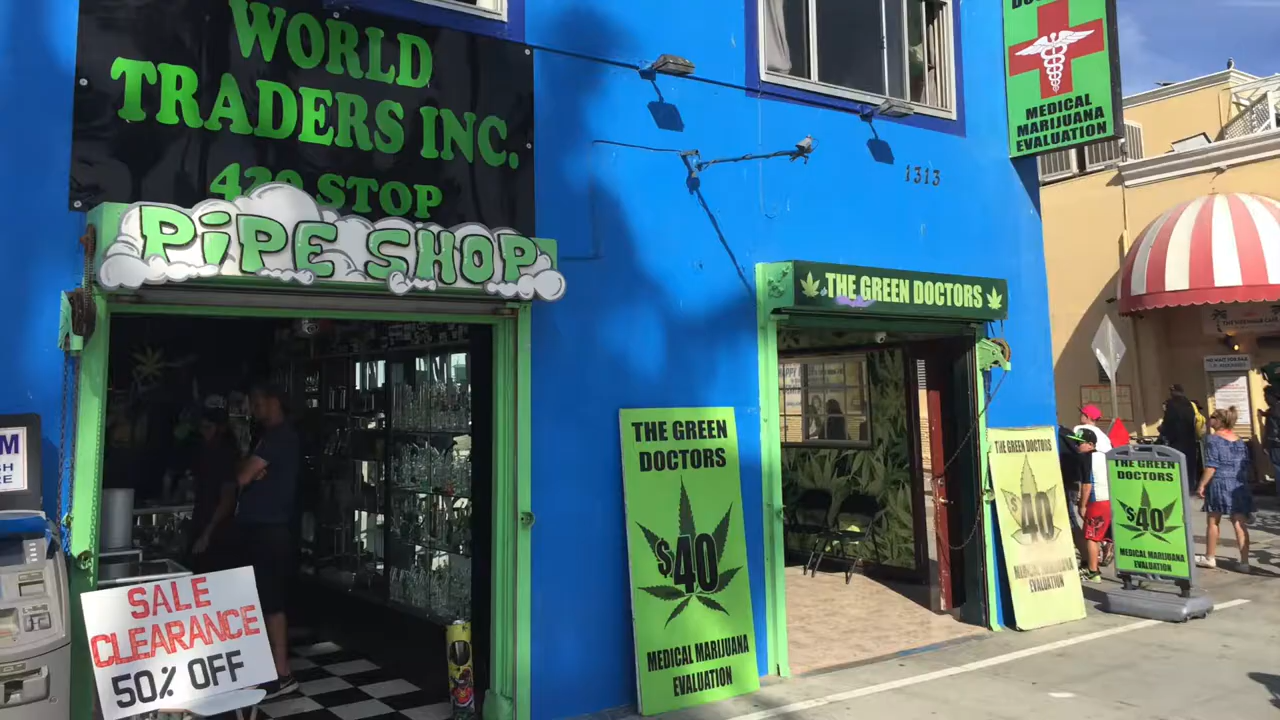 WORLD
TRADERS INC.
420 STOP
PiPE SHOP
SALE
CLEARANCE
50% OFF
THE GREEN DOCTORS
THE GREEN
DOCTORS
$40
MEDICAL MARIJUANA
EVALUATION
1313
MEDICAL
MARIJUANA
EVALUATION
THE GREEN DOCTORS
$40
MEDICAL MARIJUANA
EVALUATION
THE GREEN
DOCTORS
$40
MEDICAL MARIJUANA
EVALUATION